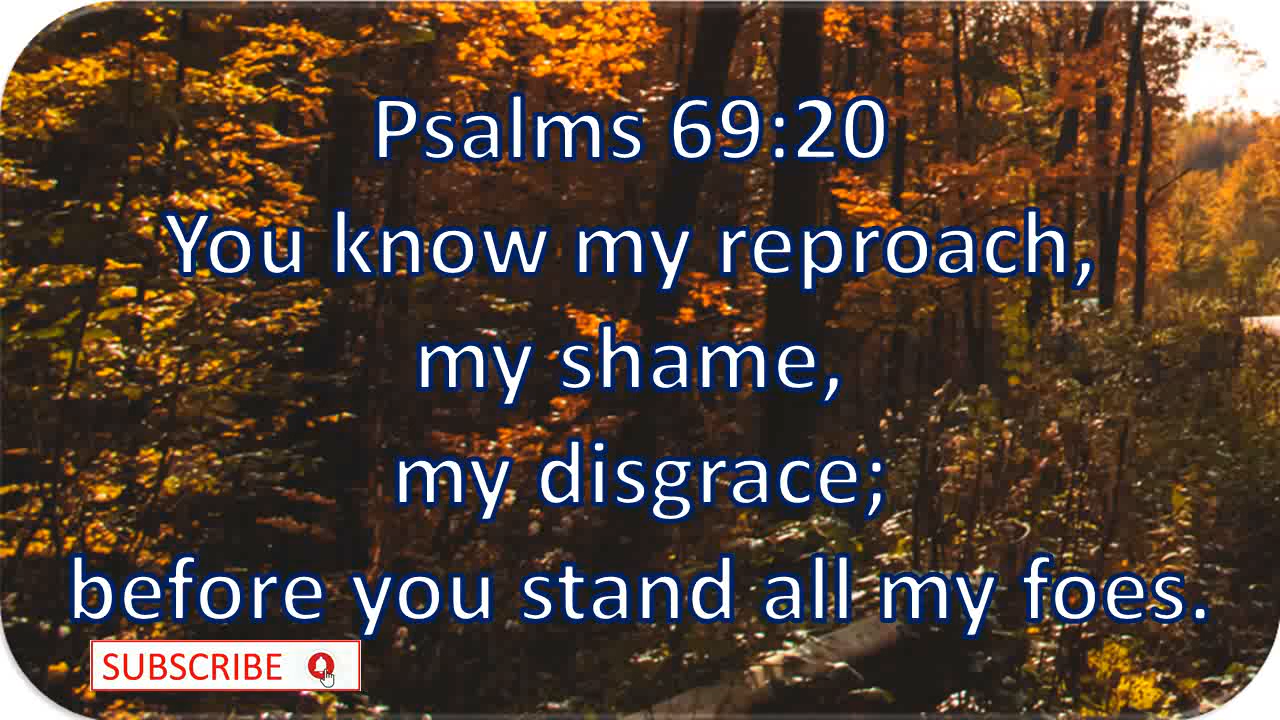 Psalms 69:20
You know my reproach,
my shame,
my disgrace;
before you stand all my foes.
SUBSCRIBE